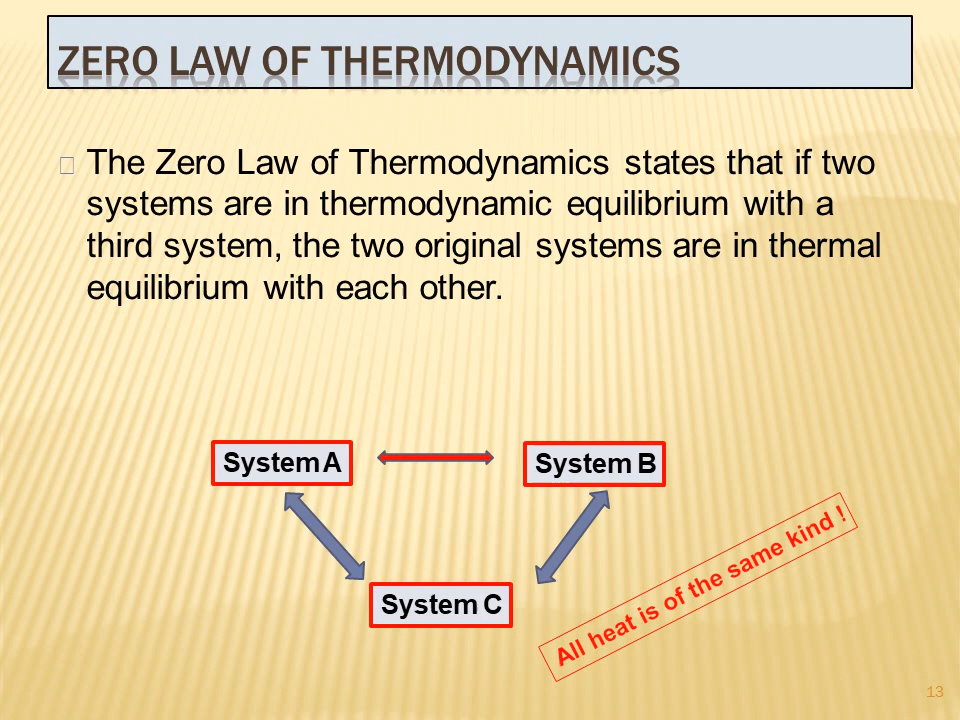 ZERO LAW OF THERMODYNAMICS
The Zero Law of Thermodynamics states that if two
systems are in thermodynamic equilibrium with a
third system, the two original systems are in thermal
equilibrium with each other.
System A
System B
System C
All heat is of the same kind !
13